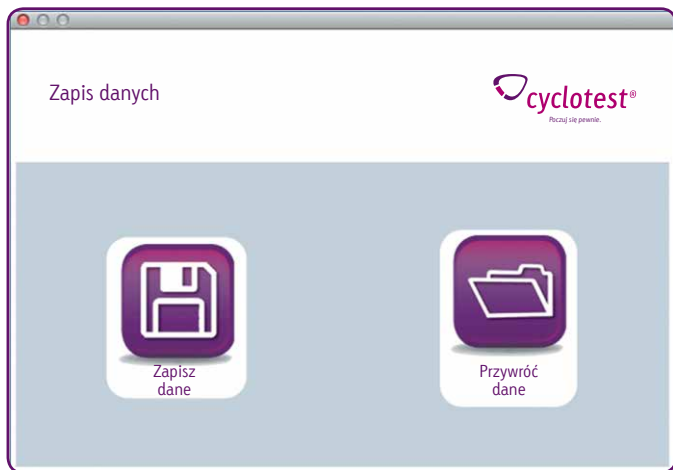 Zapis danych
cyclotest®
Poczuj się pewnie.
Zapisz
dane
Przywróć
dane